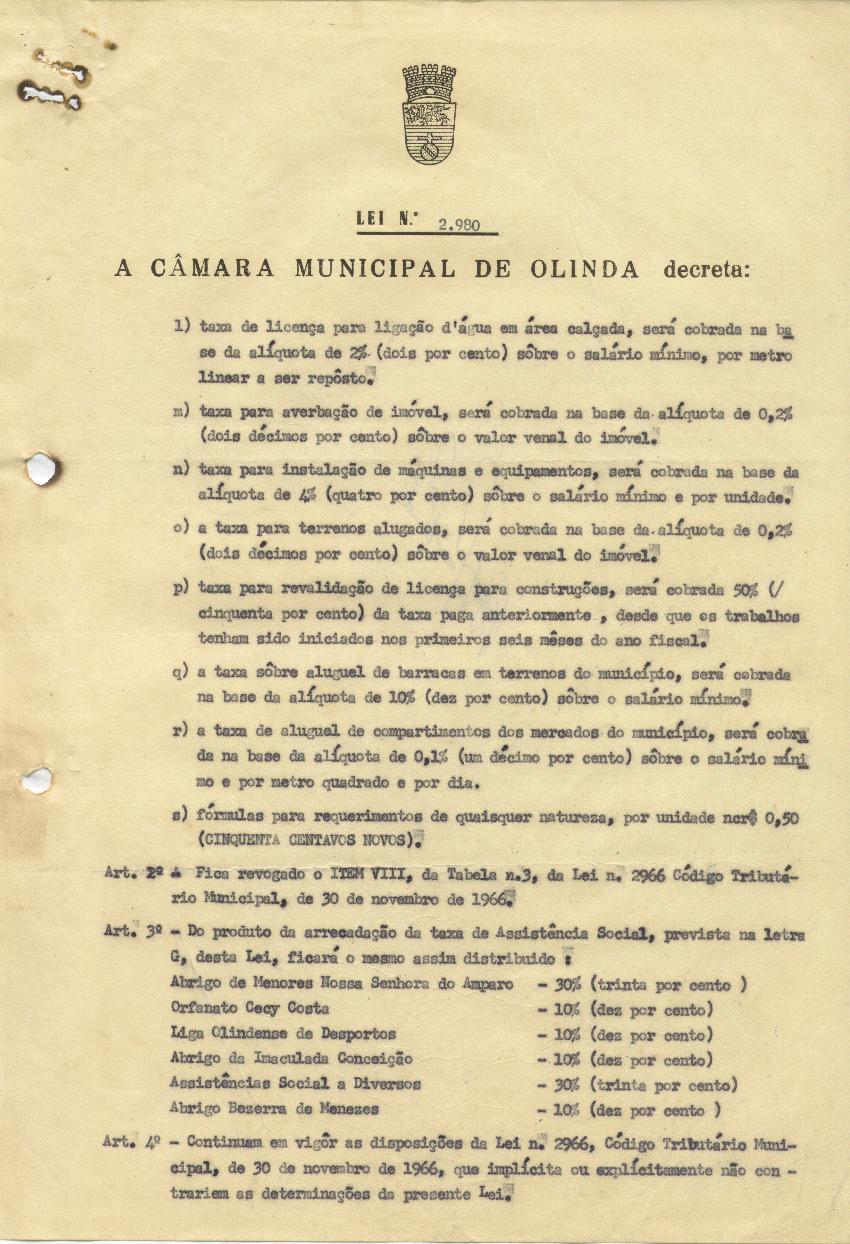 LEI N.º 2.980
A CÂMARA MUNICIPAL DE OLINDA decreta:
l) taxa de licença para ligação d'água em área calçada, será cobrada na ba
se da alíquota de 2% (dois por cento) sôbre o salário mínimo, por metro
linear a ser repôsto.
m) taxa para averbação de imóvel, será cobrada na base da alíquota de 0,2%
(dois décimos por cento) sôbre o valor venal do imóvel.
n) taxa para instalação de máquinas e equipamentos, será cobrada na base da
alíquota de 4% (quatro por cento) sôbre o salário mínimo e por unidade.
o) a taxa para terrenos alugados, será cobrada na base da alíquota de 0,2%
(dois décimos por cento) sôbre o valor venal do imóvel.
p) taxa para revalidação de licença para construções, será cobrada 50% (/
cinquenta por cento) da taxa paga anteriormente , desde que os trabalhos
tenham sido iniciados nos primeiros seis mêses do ano fiscal.
q) a taxa sôbre aluguel de barracas em terrenos do município, será cobrada
na base da alíquota de 10% (dez por cento) sôbre o salário mínimo.
r) a taxa de aluguel de compartimentos dos mercados do município, será cobra
da na base da alíquota de 0,1% (um décimo por cento) sôbre o salário míni
mo e por metro quadrado e por dia.
s) fórmulas para requerimentos de quaisquer natureza, por unidade ncr$ 0,50
(CINQUENTA CENTAVOS NOVOS).
Art. 2º - Fica revogado o ITEM VIII, da Tabela n.3, da Lei n. 2966 Código Tributá-
rio Municipal, de 30 de novembro de 1966.
Art. 3º - Do produto da arrecadação da taxa de Assistência Social, prevista na letra
G, desta Lei, ficará o mesmo assim distribuido :
Abrigo de Menores Nossa Senhora do Amparo - 30% (trinta por cento )
Orfanato Cecy Costa - 10% (dez por cento)
Liga Olindense de Desportos - 10% (dez por cento)
Abrigo da Imaculada Conceição - 10% (dez por cento)
Assistências Social a Diversos - 30% (trinta por cento)
Abrigo Bezerra de Menezes - 10% (dez por cento )
Art. 4º - Continuam em vigôr as disposições da Lei n. 2966, Código Tributário Muni-
cipal, de 30 de novembro de 1966, que implícita ou explícitamente não con -
trariem as determinações da presente Lei.